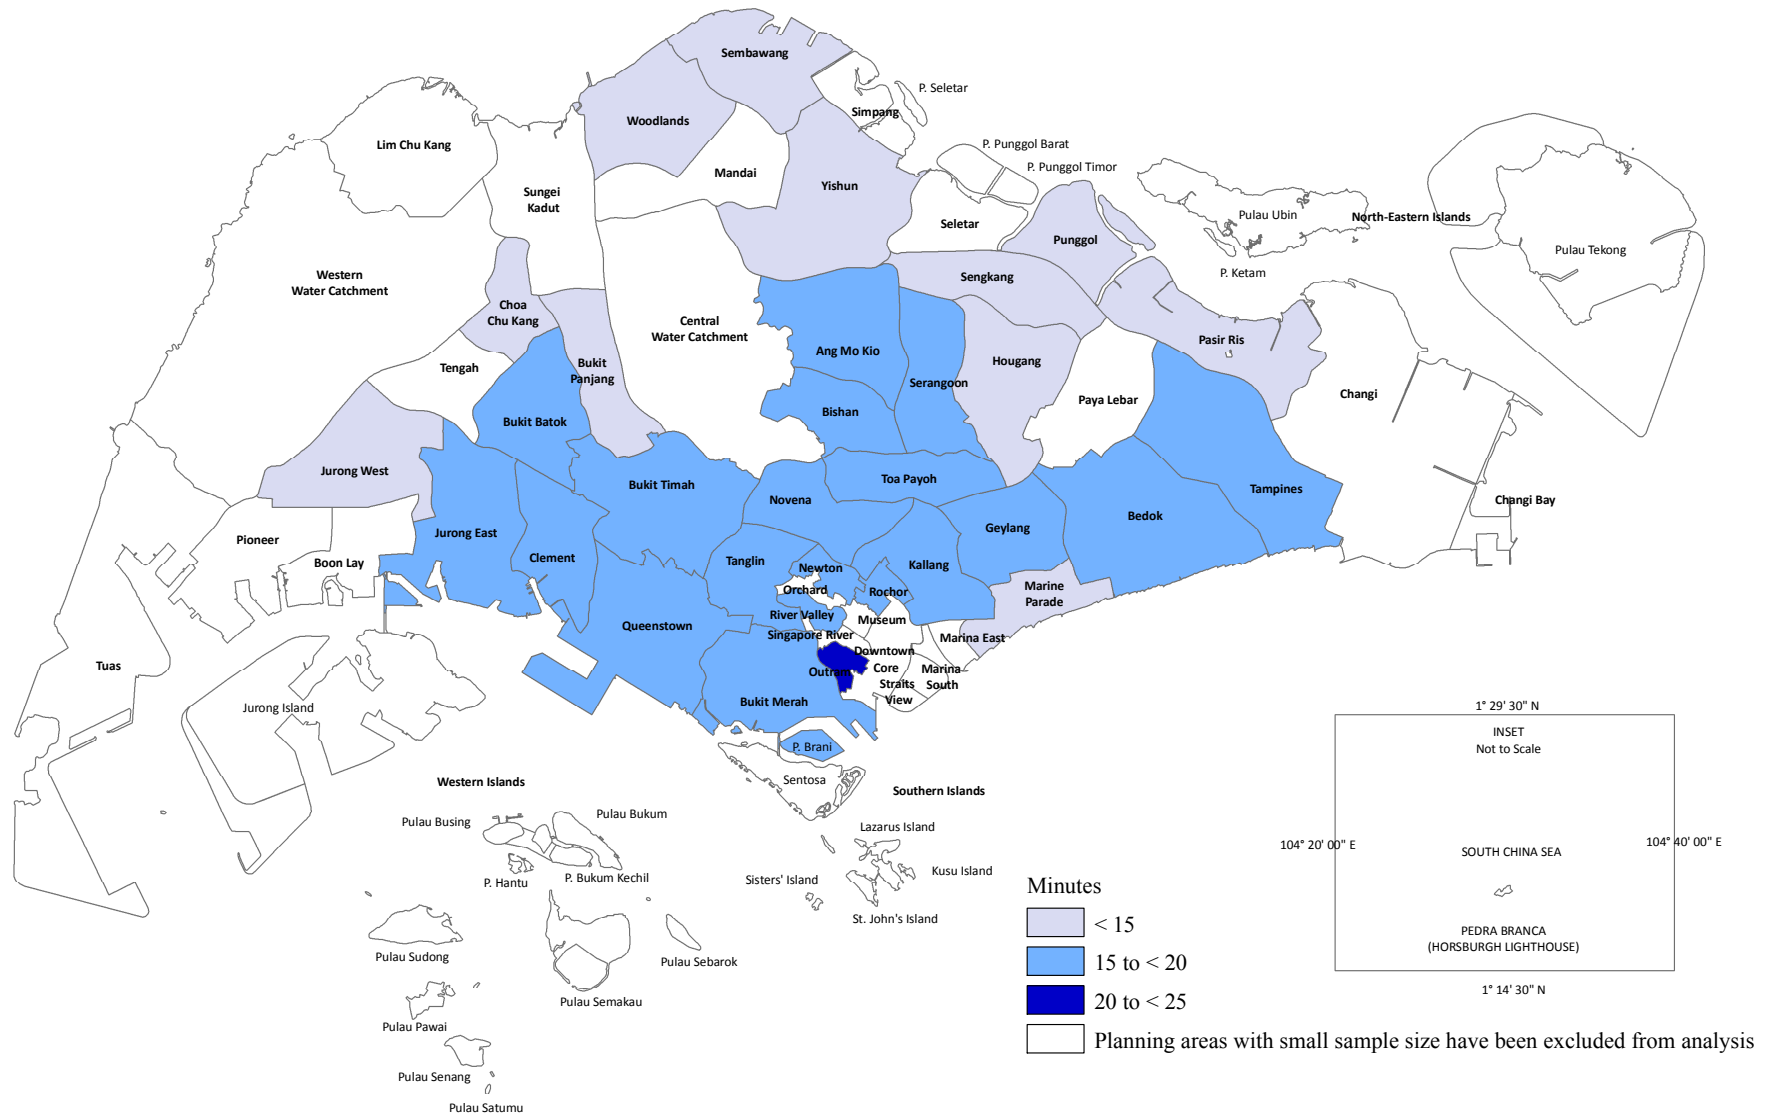 Sembawang
P. Seletar
Simpang
Woodlands
Lim Chu Kang
P. Punggol Barat
P. Punggol Timor
Mandai
Yishun
Sungei
Kadut
Seletar
Pulau Ubin
North-Eastern Islands
Punggol
Pulau Tekong
P. Ketam
Western
Water Catchment
Sengkang
Choa
Chu Kang
Central
Water Catchment
Pasir Ris
Ang Mo Kio
Hougang
Tengah
Bukit
Panjang
Serangoon
Changi
Paya Lebar
Bishan
Bukit Batok
Jurong West
Bukit Timah
Toa Payoh
Tampines
Novena
Changi Bay
Bedok
Geylang
Jurong East
Pioneer
Clement
Boon Lay
Tanglin
Newton
Kallang
Orchard
Rochor
Marine
Parade
River Valley
Museum
Queenstown
Singapore River
Marina East
Downtown
Core
Tuas
Outram
Marina
South
Straits
View
Bukit Merah
Jurong Island
P. Brani
Sentosa
Western Islands
Southern Islands
Pulau Busing
Pulau Bukum
Lazarus Island
P. Hantu
P. Bukum Kechil
Sisters' Island
Kusu Island
St. John's Island
Pulau Sudong
Pulau Sebarok
Pulau Semakau
Pulau Pawai
Pulau Senang
Pulau Satumu
1° 29' 30" N
INSET
Not to Scale
104° 20' 00" E
104° 40' 00" E
SOUTH CHINA SEA
PEDRA BRANCA
(HORSBURGH LIGHTHOUSE)
1° 14' 30" N
Minutes
< 15
15 to < 20
20 to < 25
Planning areas with small sample size have been excluded from analysis